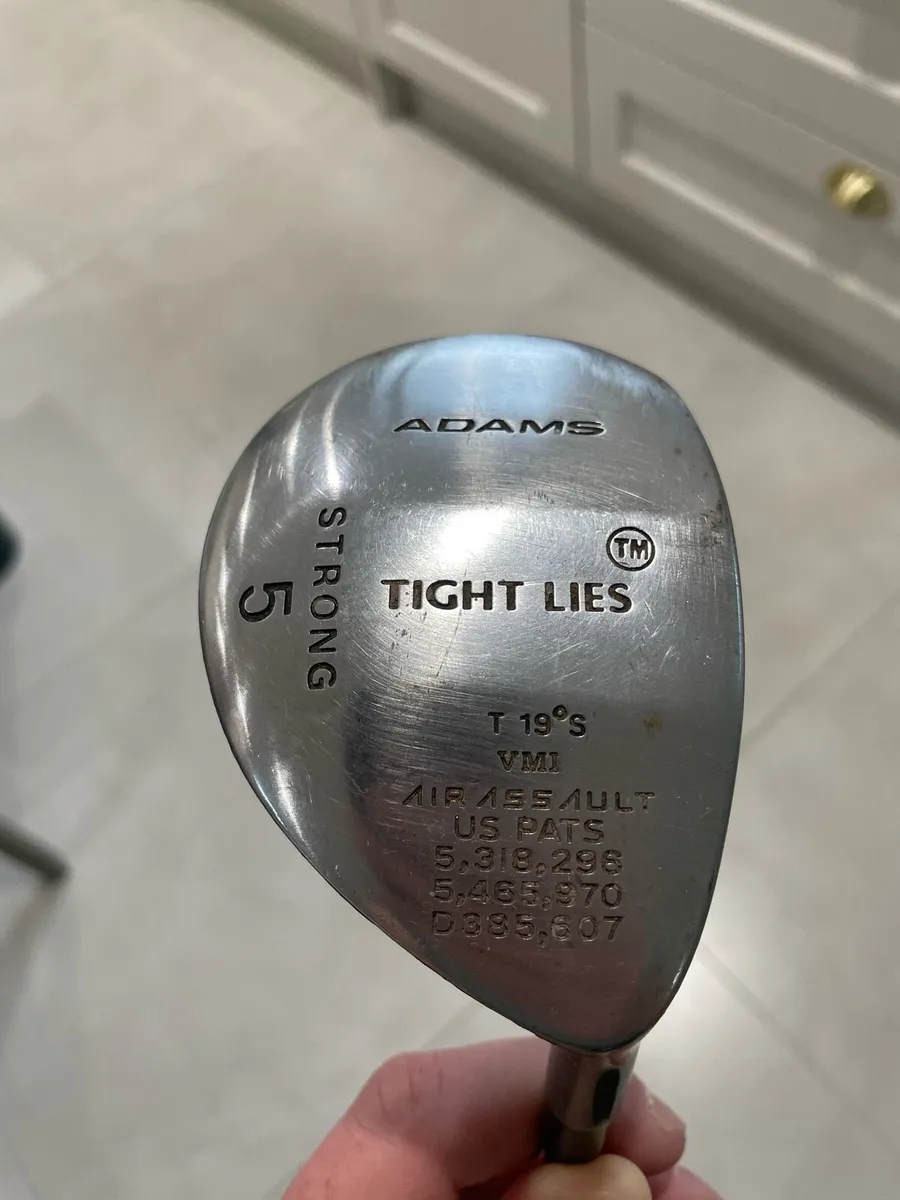 ADAMS
TIGHT LIES TM
STRONG
5
T 19°S
VMI
AIR ASSAULT
US PATS
5,318,296
5,465,970
D385,607